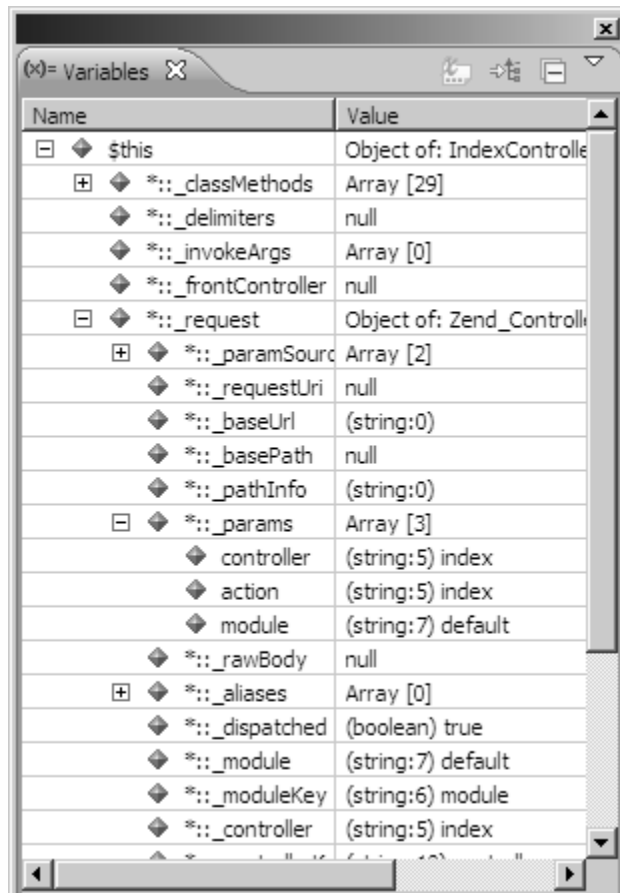 (x)= Variables
Name Value
$this Object of: IndexControlle
*::_classMethods Array [29]
*::_delimiters null
*::_invokeArgs Array [0]
*::_frontController null
*::_request Object of: Zend_Controlle
*::_paramSourc Array [2]
*::_requestUri null
*::_baseUrl (string:0)
*::_basePath null
*::_pathInfo (string:0)
*::_params Array [3]
controller (string:5) index
action (string:5) index
module (string:7) default
*::_rawBody null
*::_aliases Array [0]
*::_dispatched (boolean) true
*::_module (string:7) default
*::_moduleKey (string:6) module
*::_controller (string:5) index